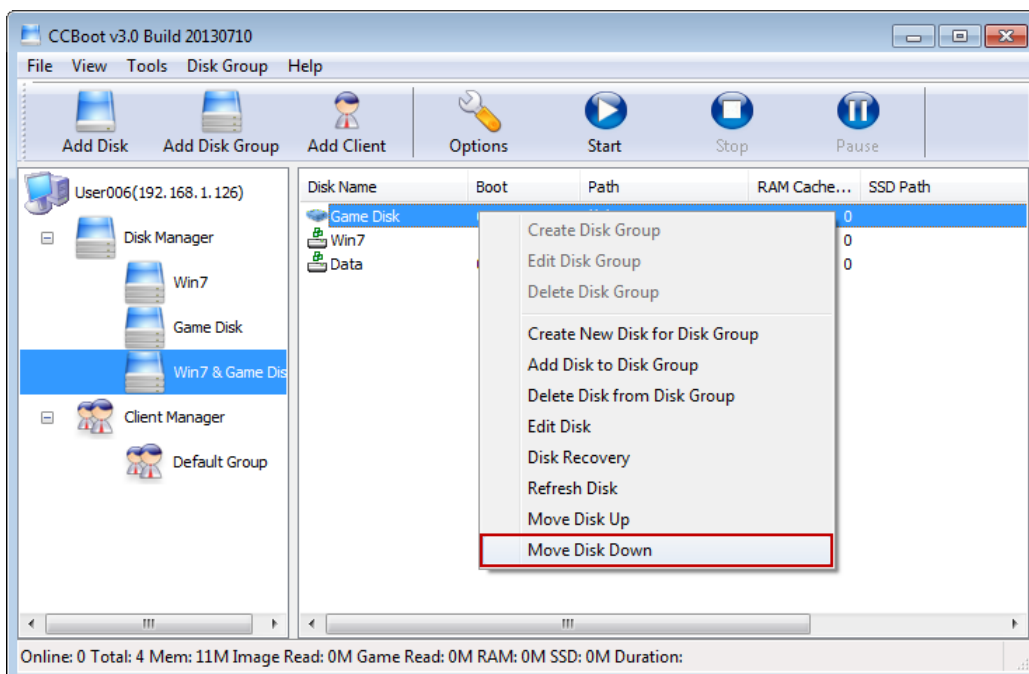 CCBoot v3.0 Build 20130710
File View Tools Disk Group Help
Add Disk Add Disk Group Add Client Options Start Stop Pause
User006(192.168.1.126)
Disk Manager
Win7
Game Disk
Win7 & Game Dis
Client Manager
Default Group
Disk Name Boot Path RAM Cache... SSD Path
Game Disk 0
Win7 0
Data 0
Create Disk Group
Edit Disk Group
Delete Disk Group
Create New Disk for Disk Group
Add Disk to Disk Group
Delete Disk from Disk Group
Edit Disk
Disk Recovery
Refresh Disk
Move Disk Up
Move Disk Down
Online: 0 Total: 4 Mem: 11M Image Read: 0M Game Read: 0M RAM: 0M SSD: 0M Duration: